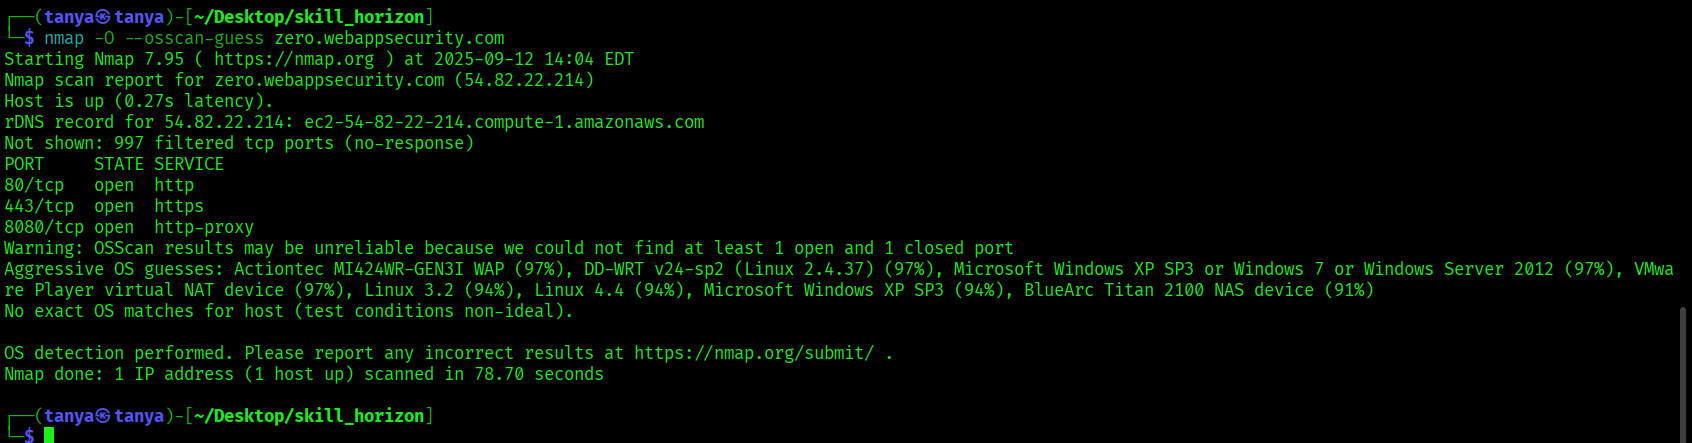 ┌──(tanya㉿tanya)-[~/Desktop/skill_horizon]
└─$ nmap -O --osscan-guess zero.webappsecurity.com
Starting Nmap 7.95 ( https://nmap.org ) at 2025-09-12 14:04 EDT
Nmap scan report for zero.webappsecurity.com (54.82.22.214)
Host is up (0.27s latency).
rDNS record for 54.82.22.214: ec2-54-82-22-214.compute-1.amazonaws.com
Not shown: 997 filtered tcp ports (no-response)
PORT     STATE SERVICE
80/tcp   open  http
443/tcp  open  https
8080/tcp open  http-proxy
Warning: OSScan results may be unreliable because we could not find at least 1 open and 1 closed port
Aggressive OS guesses: Actiontec MI424WR-GEN3I WAP (97%), DD-WRT v24-sp2 (Linux 2.4.37) (97%), Microsoft Windows XP SP3 or Windows 7 or Windows Server 2012 (97%), VMwa
re Player virtual NAT device (97%), Linux 3.2 (94%), Linux 4.4 (94%), Microsoft Windows XP SP3 (94%), BlueArc Titan 2100 NAS device (91%)
No exact OS matches for host (test conditions non-ideal).

OS detection performed. Please report any incorrect results at https://nmap.org/submit/ .
Nmap done: 1 IP address (1 host up) scanned in 78.70 seconds

┌──(tanya㉿tanya)-[~/Desktop/skill_horizon]
└─$